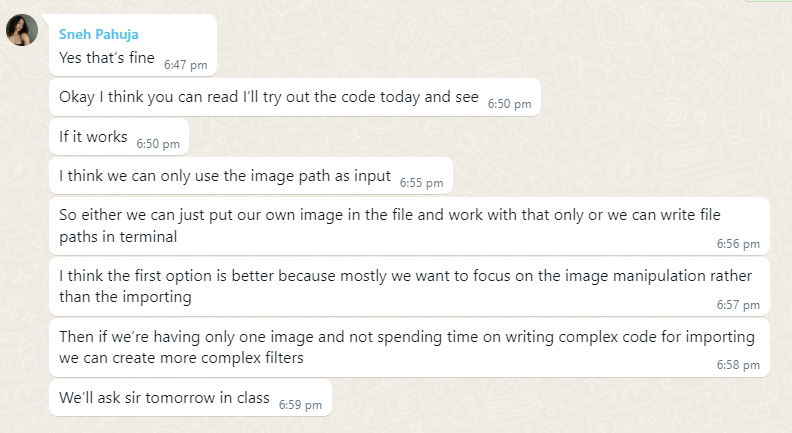 Sneh Pahuja
Yes that's fine 6:47 pm
Okay I think you can read I'll try out the code today and see 6:50 pm
If it works 6:50 pm
I think we can only use the image path as input 6:55 pm
So either we can just put our own image in the file and work with that only or we can write file
paths in terminal 6:56 pm
I think the first option is better because mostly we want to focus on the image manipulation rather
than the importing 6:57 pm
Then if we're having only one image and not spending time on writing complex code for importing
we can create more complex filters 6:58 pm
We'll ask sir tomorrow in class 6:59 pm